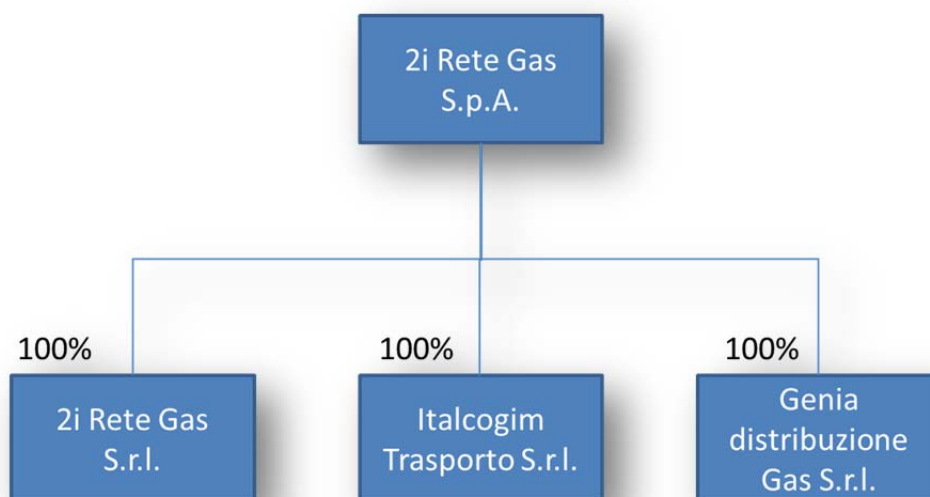 2i Rete Gas
S.p.A.
100%
2i Rete Gas
S.r.l.
100%
Italcogim
Trasporto S.r.l.
100%
Genia
distribuzione
Gas S.r.l.